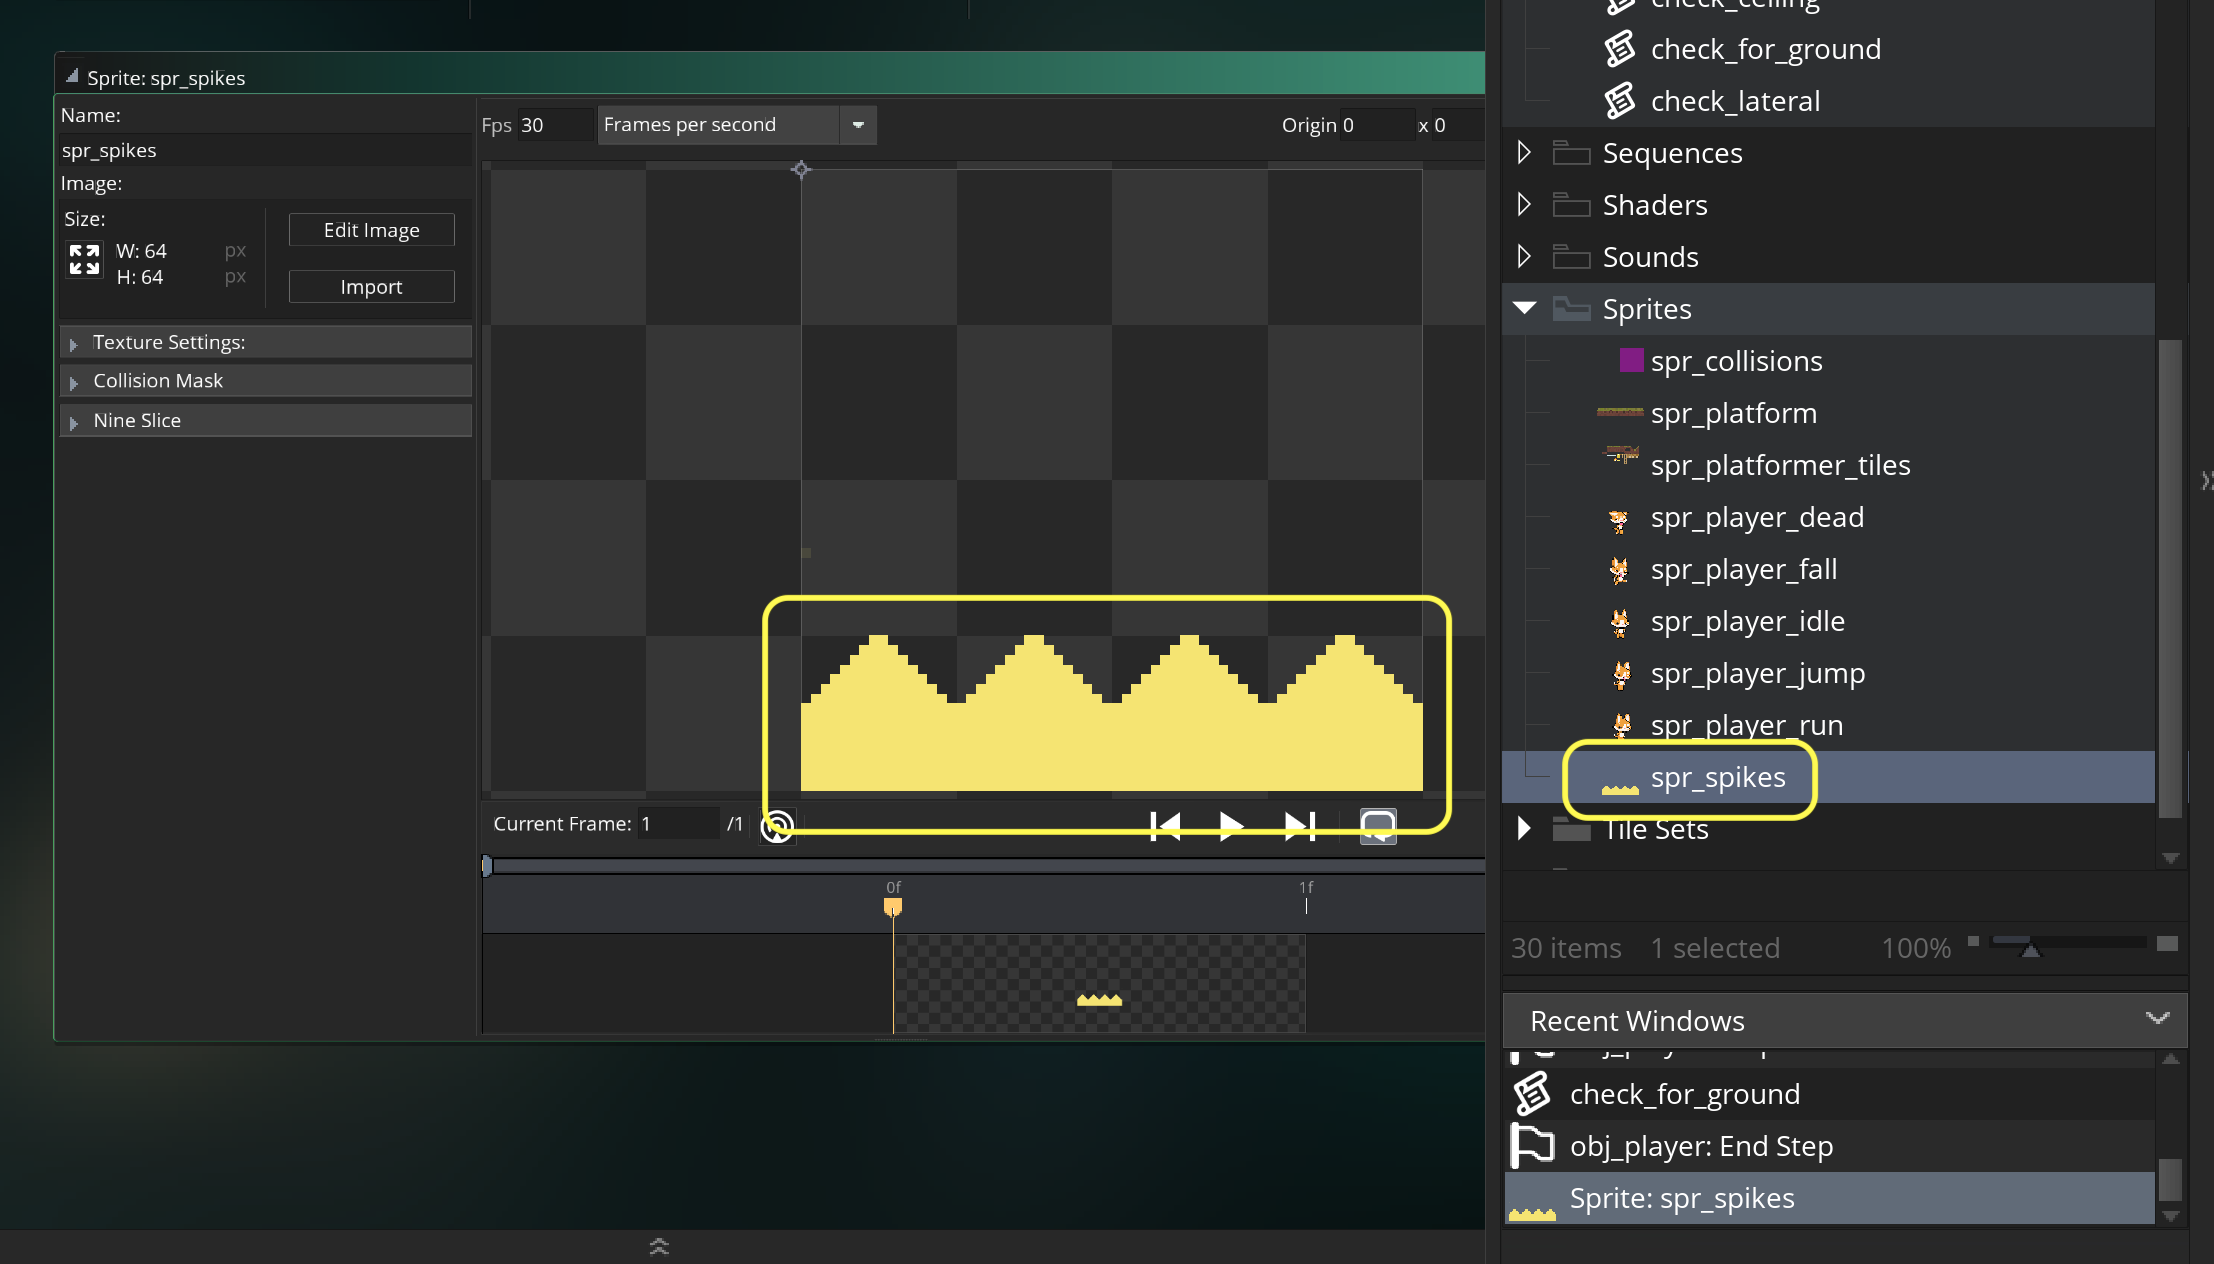 Sprite: spr_spikes
Name:
spr_spikes
Image:
Size:
W: 64 px
H: 64 px
Edit Image
Import
Texture Settings:
Collision Mask
Nine Slice
Fps 30 Frames per second
Origin 0 x 0
Current Frame: 1 /1
0f 1f
check_ceiling
check_for_ground
check_lateral
Sequences
Shaders
Sounds
Sprites
spr_collisions
spr_platform
spr_platformer_tiles
spr_player_dead
spr_player_fall
spr_player_idle
spr_player_jump
spr_player_run
spr_spikes
Tile Sets
30 items 1 selected 100%
Recent Windows
check_for_ground
obj_player: End Step
Sprite: spr_spikes